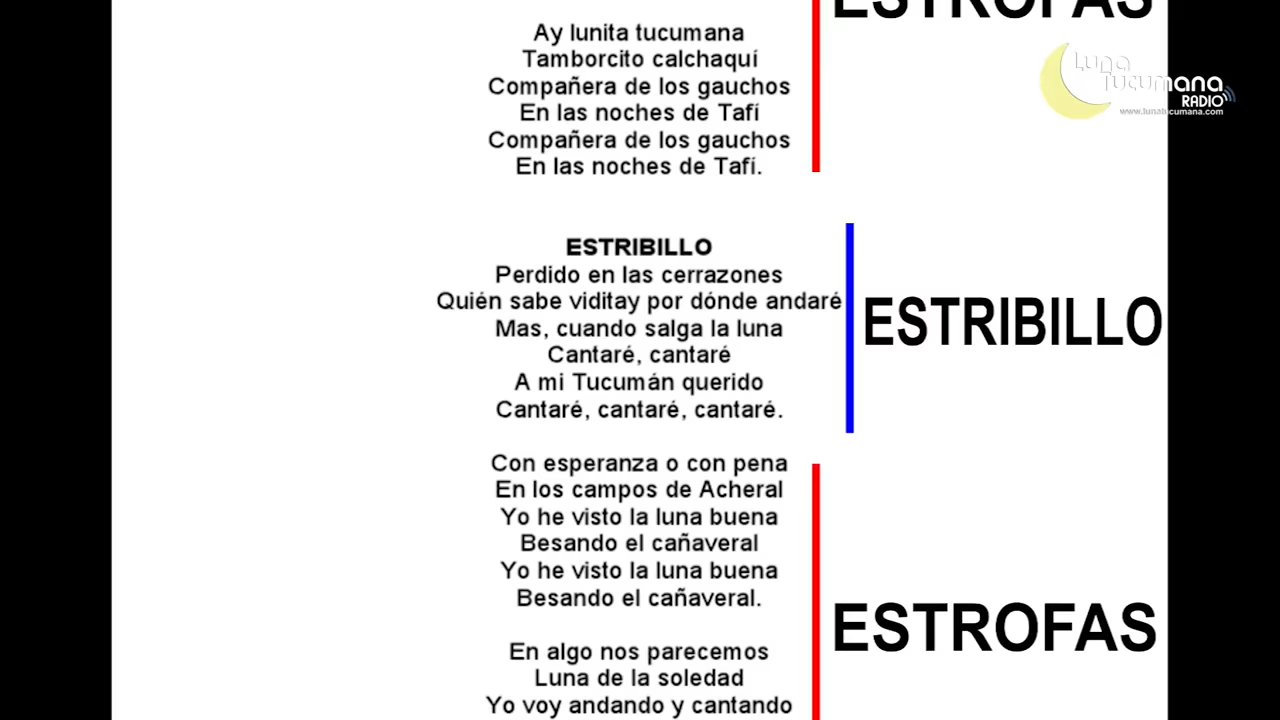 ESTROFAS
Ay lunita tucumana
Tamborcito calchaquí
Compañera de los gauchos
En las noches de Tafí
Compañera de los gauchos
En las noches de Tafí.
Luna
Tucumana
RADIO
www.lunatucumana.com
ESTRIBILLO
Perdido en las cerrazones
Quién sabe viditay por dónde andaré
Mas, cuando salga la luna
Cantaré, cantaré
A mi Tucumán querido
Cantaré, cantaré, cantaré.
ESTRIBILLO
Con esperanza o con pena
En los campos de Acheral
Yo he visto la luna buena
Besando el cañaveral
Yo he visto la luna buena
Besando el cañaveral.
ESTROFAS
En algo nos parecemos
Luna de la soledad
Yo voy andando y cantando